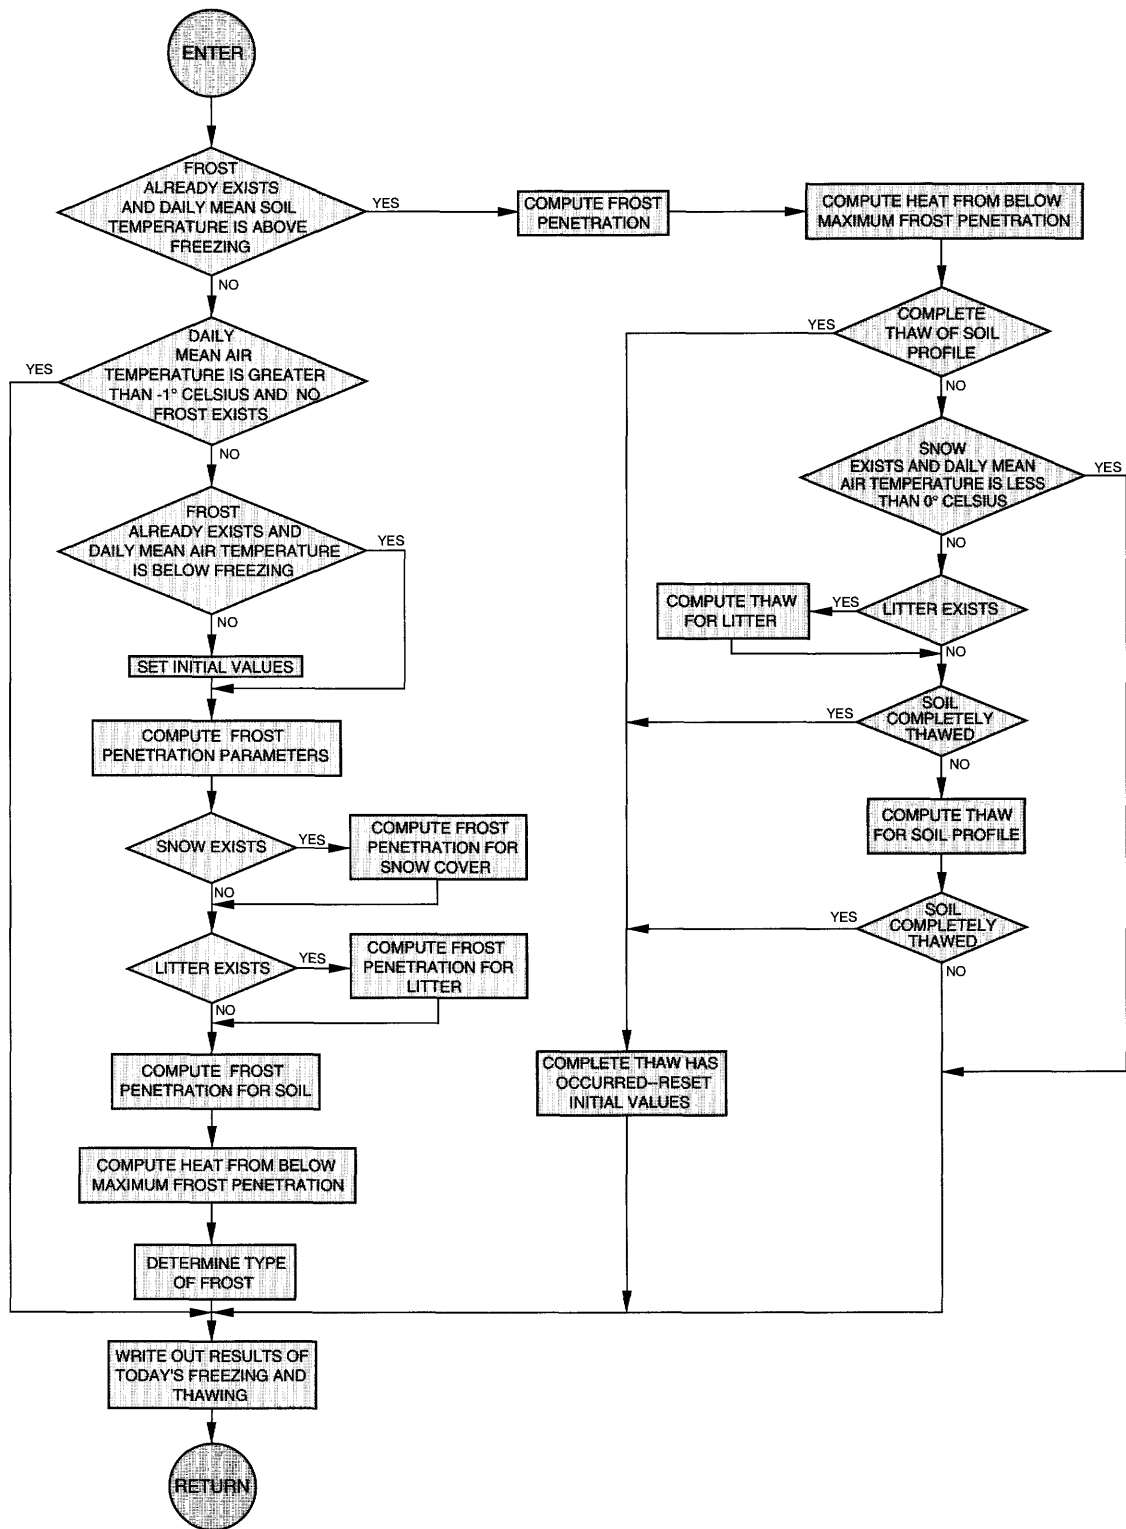 ENTER
FROST
ALREADY EXISTS
AND DAILY MEAN SOIL
TEMPERATURE IS ABOVE
FREEZING
YES
COMPUTE FROST
PENETRATION
COMPUTE HEAT FROM BELOW
MAXIMUM FROST PENETRATION
NO
DAILY
MEAN AIR
TEMPERATURE IS GREATER
THAN -1° CELSIUS AND NO
FROST EXISTS
YES
NO
FROST
ALREADY EXISTS AND
DAILY MEAN AIR TEMPERATURE
IS BELOW FREEZING
YES
NO
SET INITIAL VALUES
COMPUTE FROST
PENETRATION PARAMETERS
SNOW EXISTS
YES
COMPUTE FROST
PENETRATION FOR
SNOW COVER
NO
LITTER EXISTS
YES
COMPUTE FROST
PENETRATION FOR
LITTER
NO
COMPUTE FROST
PENETRATION FOR SOIL
COMPUTE HEAT FROM BELOW
MAXIMUM FROST PENETRATION
DETERMINE TYPE
OF FROST
COMPLETE
THAW OF SOIL
PROFILE
YES
NO
SNOW
EXISTS AND DAILY MEAN
AIR TEMPERATURE IS LESS
THAN 0° CELSIUS
YES
NO
LITTER EXISTS
YES
COMPUTE THAW
FOR LITTER
NO
SOIL
COMPLETELY
THAWED
YES
NO
COMPUTE THAW
FOR SOIL PROFILE
SOIL
COMPLETELY
THAWED
YES
NO
COMPLETE THAW HAS
OCCURRED--RESET
INITIAL VALUES
WRITE OUT RESULTS OF
TODAY'S FREEZING AND
THAWING
RETURN